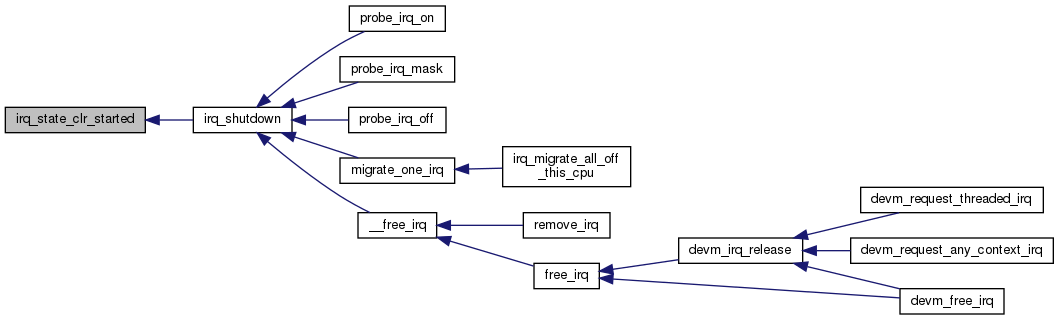 probe_irq_on
probe_irq_mask
irq_state_clr_started
irq_shutdown
probe_irq_off
migrate_one_irq
irq_migrate_all_off
_this_cpu
__free_irq
remove_irq
free_irq
devm_irq_release
devm_request_threaded_irq
devm_request_any_context_irq
devm_free_irq